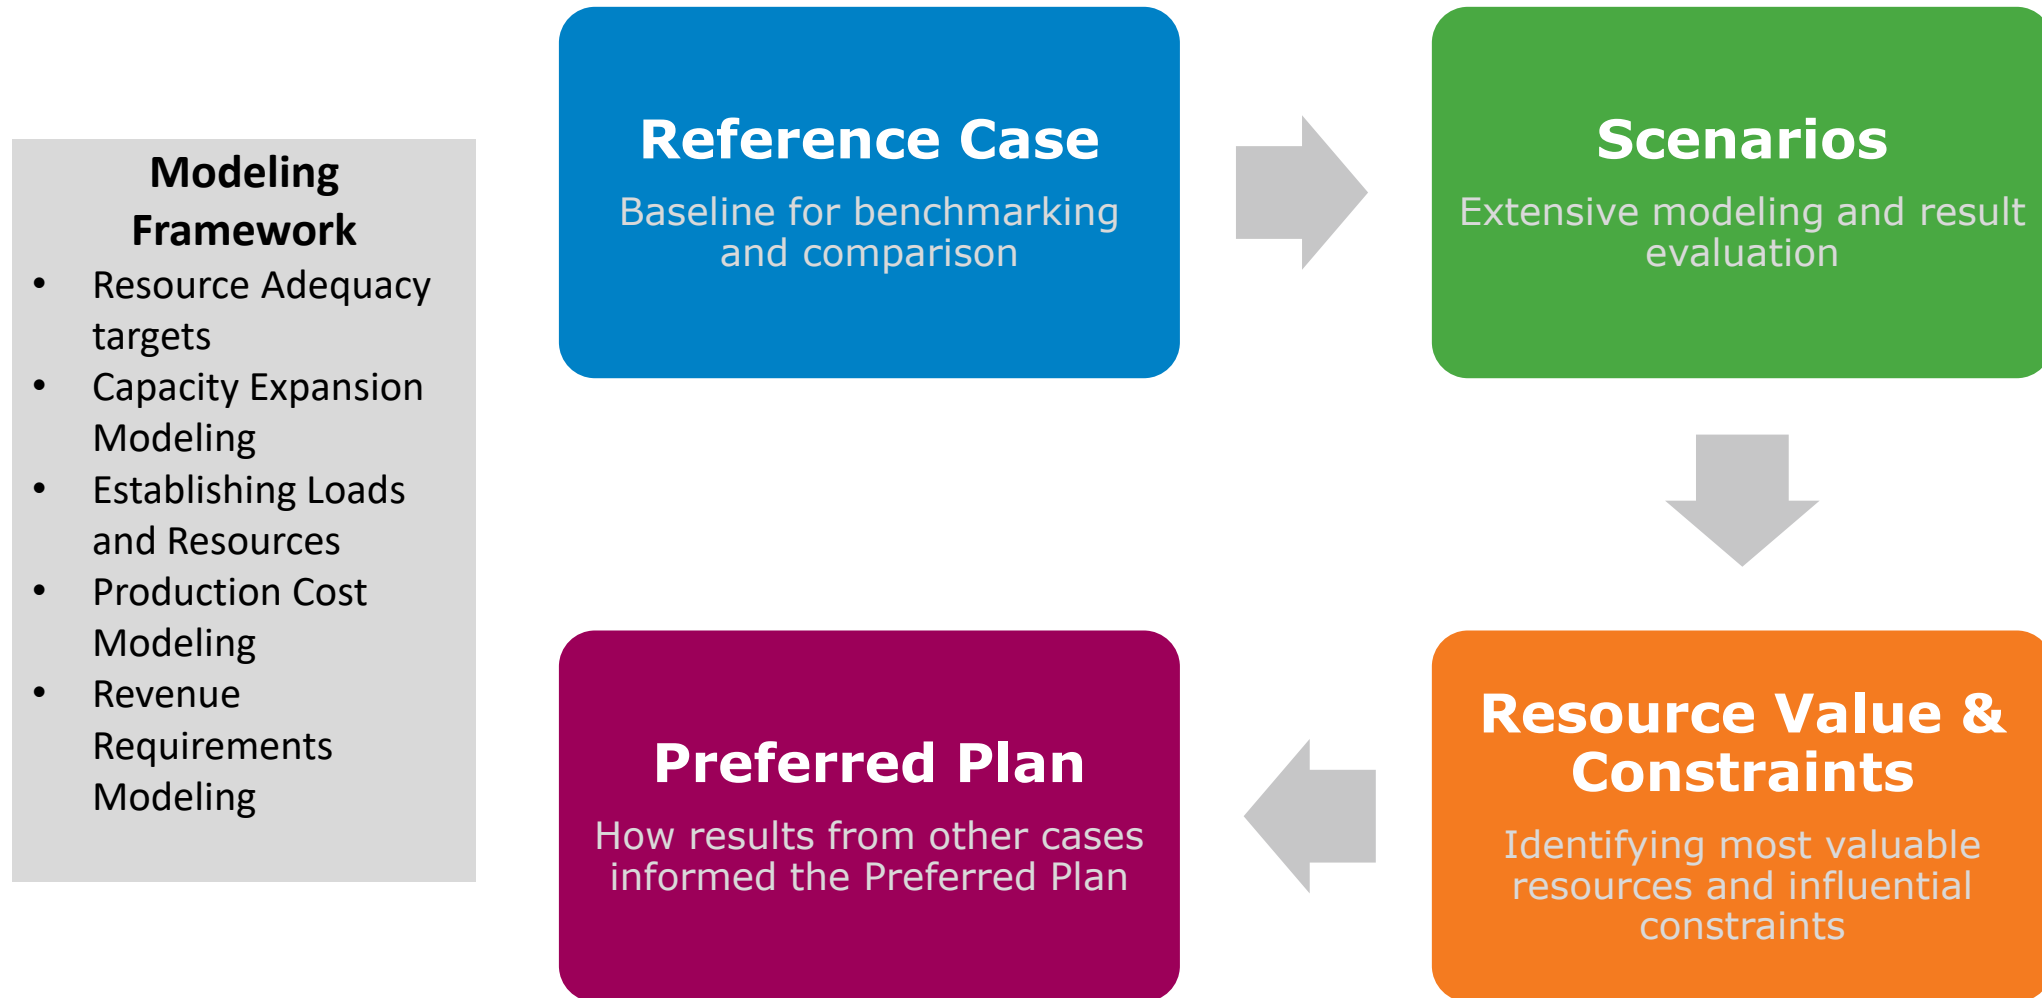 Modeling
Framework
• Resource Adequacy
targets
• Capacity Expansion
Modeling
• Establishing Loads
and Resources
• Production Cost
Modeling
• Revenue
Requirements
Modeling
Reference Case
Baseline for benchmarking
and comparison
Scenarios
Extensive modeling and result
evaluation
Resource Value &
Constraints
Identifying most valuable
resources and influential
constraints
Preferred Plan
How results from other cases
informed the Preferred Plan